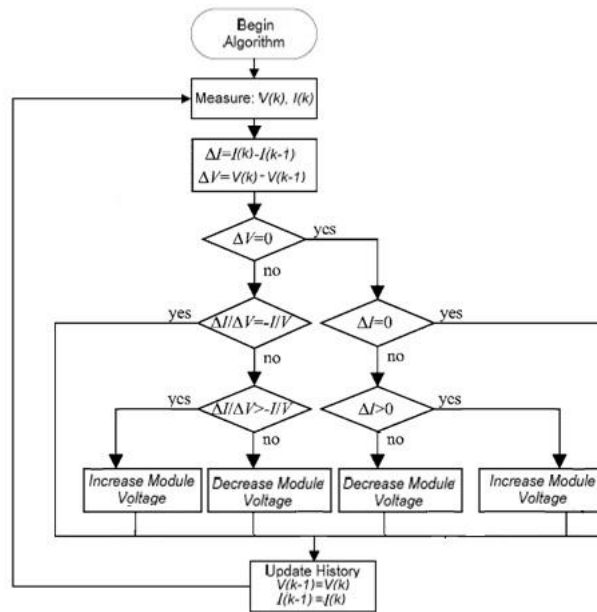 Begin
Algorithm
Measure: V(k), I(k)
ΔI=I(k)-I(k-1)
ΔV=V(k)-V(k-1)
ΔV=0
yes
no
yes
ΔI/ΔV=-I/V
ΔI=0
yes
no
no
yes
ΔI/ΔV>-I/V
ΔI>0
yes
no
no
Increase Module
Voltage
Decrease Module
Voltage
Decrease Module
Voltage
Increase Module
Voltage
Update History
V(k-1)=V(k)
I(k-1)=I(k)